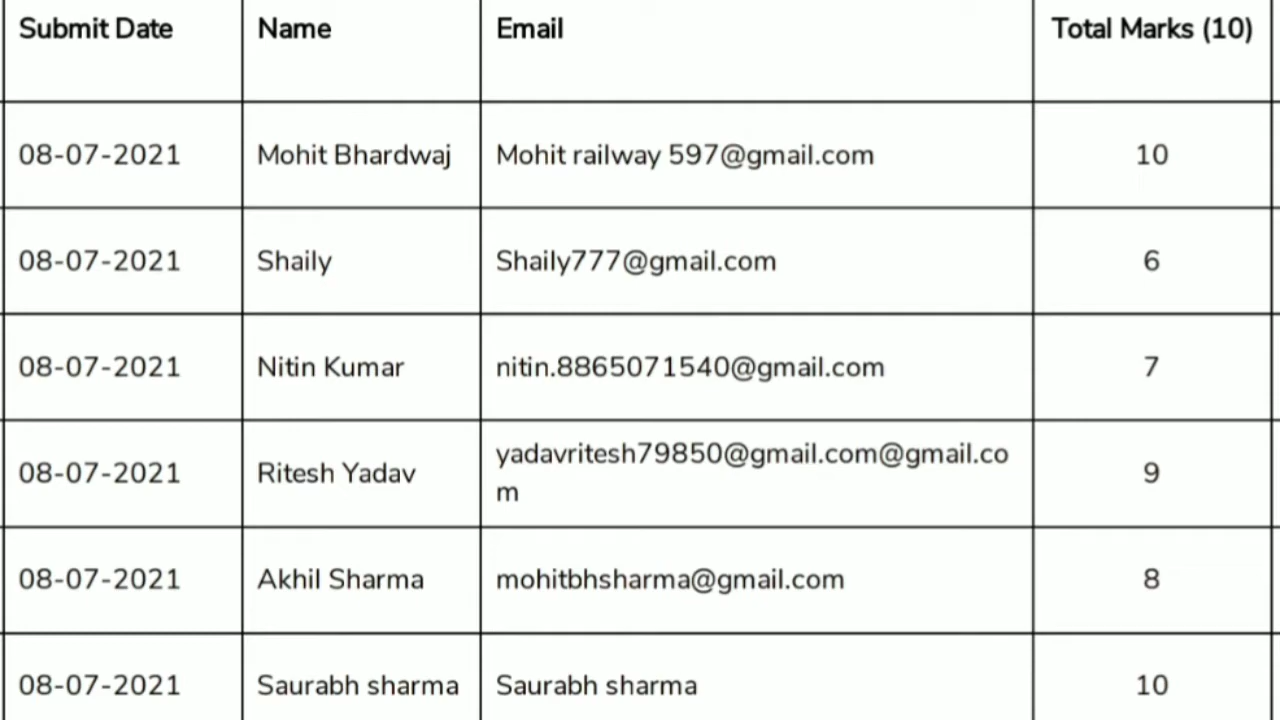 Submit Date Name Email Total Marks (10)
08-07-2021 Mohit Bhardwaj Mohit railway 597@gmail.com 10
08-07-2021 Shaily Shaily777@gmail.com 6
08-07-2021 Nitin Kumar nitin.8865071540@gmail.com 7
08-07-2021 Ritesh Yadav yadavritesh79850@gmail.com@gmail.co 9
m
08-07-2021 Akhil Sharma mohitbhsharma@gmail.com 8
08-07-2021 Saurabh sharma Saurabh sharma 10